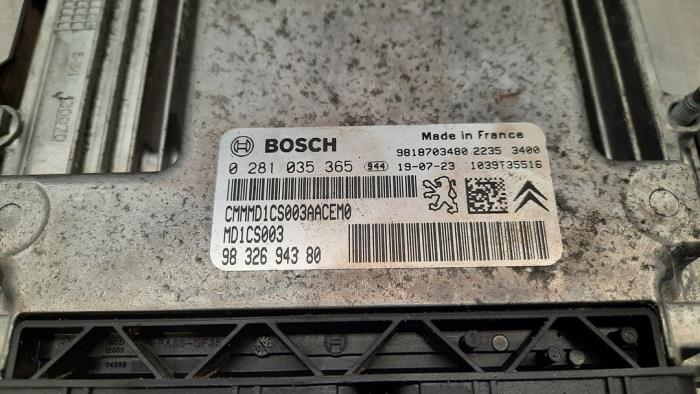 BOSCH
Made in France
9818703480 2235 3400
0 281 035 365 944 19-07-23 1039T35516
CMMMD1CS003AACEM0
MD1CS003
98 326 943 80